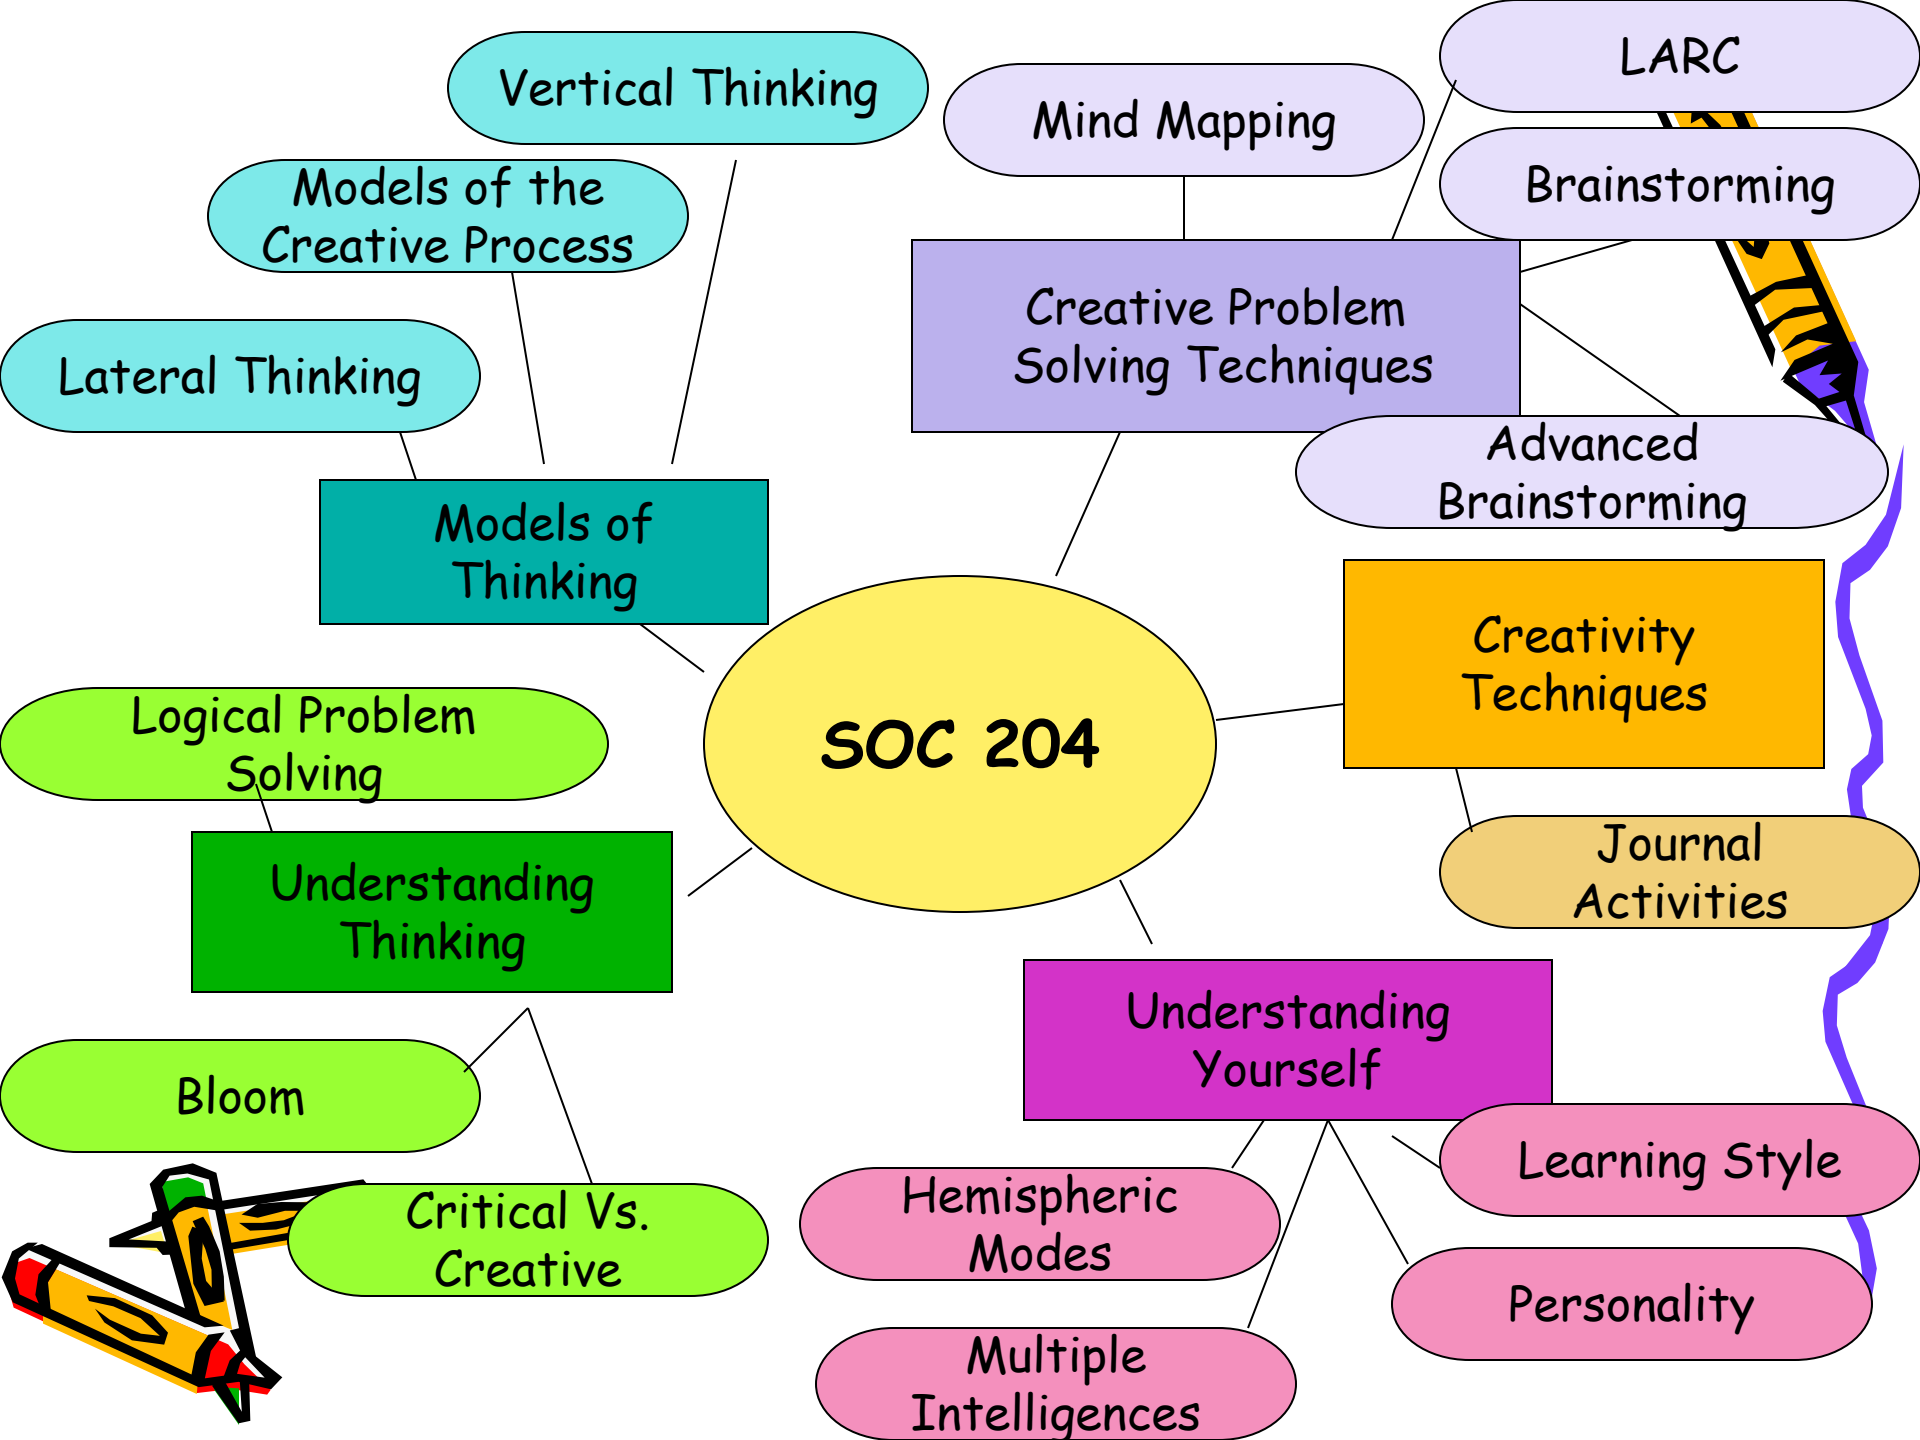 LARC
Vertical Thinking
Mind Mapping
Brainstorming
Models of the
Creative Process
Creative Problem
Solving Techniques
Lateral Thinking
Advanced
Brainstorming
Models of
Thinking
Creativity
Techniques
Logical Problem
Solving
SOC 204
Understanding
Thinking
Journal
Activities
Understanding
Yourself
Bloom
Learning Style
Critical Vs.
Creative
Hemispheric
Modes
Personality
Multiple
Intelligences